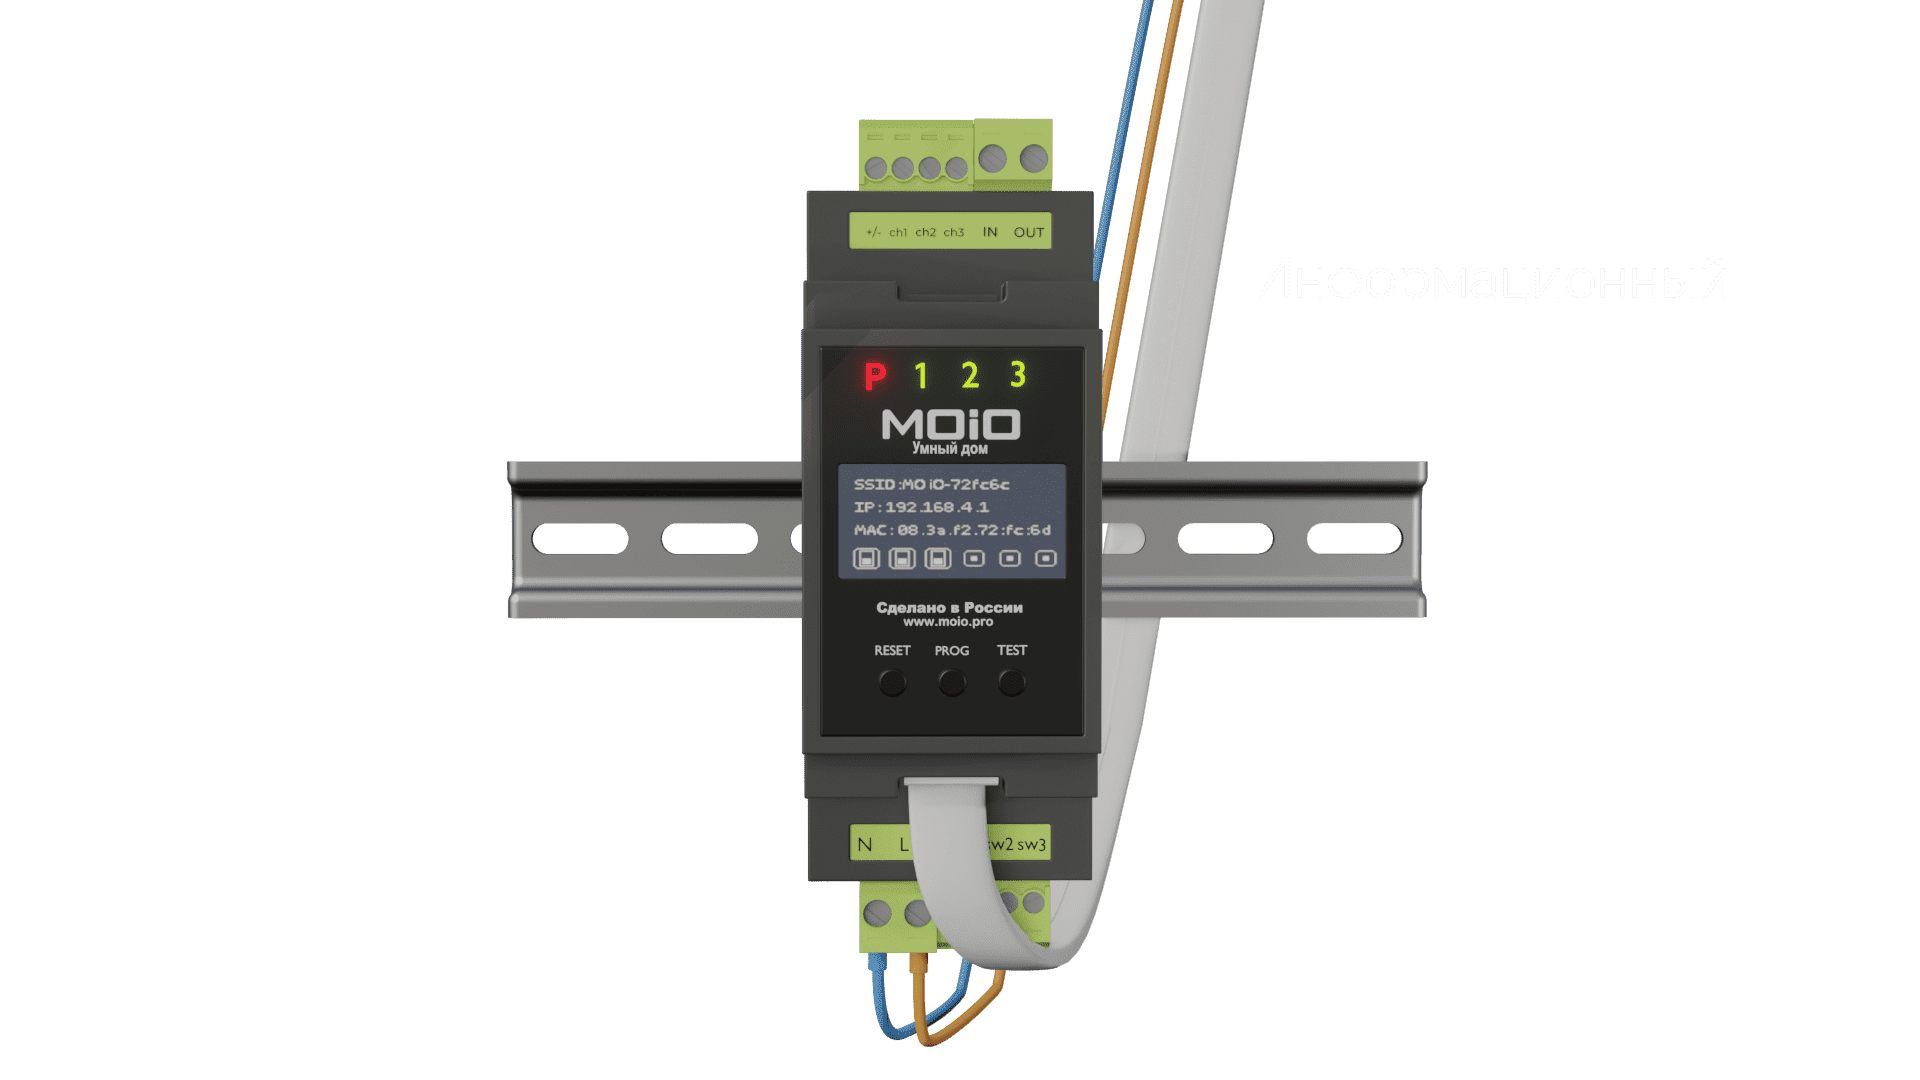 +/- ch1 ch2 ch3 IN OUT
Информационный
P 1 2 3
MOiO
Умный дом
SSID:MOiO-72fc6c
IP:192.168.4.1
MAC:08.3a.f2.72:fc:6d
Сделано в России
www.moio.pro
RESET PROG TEST
N L sw2 sw3